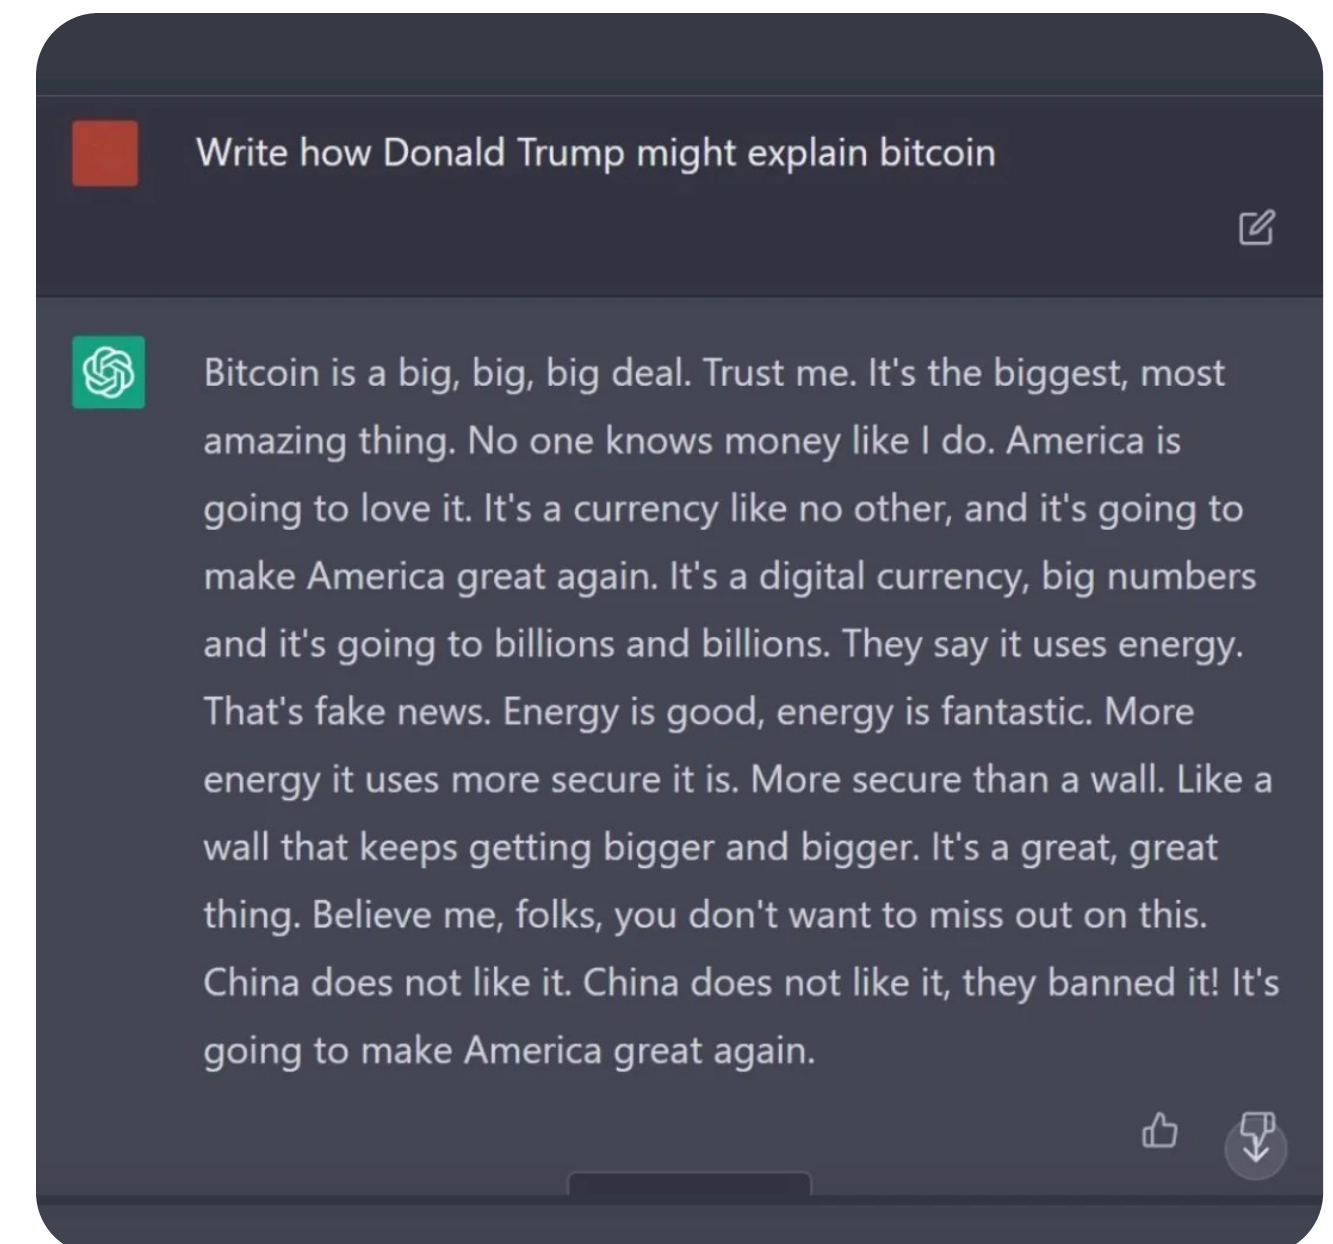 Write how Donald Trump might explain bitcoin
Bitcoin is a big, big, big deal. Trust me. It's the biggest, most
amazing thing. No one knows money like I do. America is
going to love it. It's a currency like no other, and it's going to
make America great again. It's a digital currency, big numbers
and it's going to billions and billions. They say it uses energy.
That's fake news. Energy is good, energy is fantastic. More
energy it uses more secure it is. More secure than a wall. Like a
wall that keeps getting bigger and bigger. It's a great, great
thing. Believe me, folks, you don't want to miss out on this.
China does not like it. China does not like it, they banned it! It's
going to make America great again.